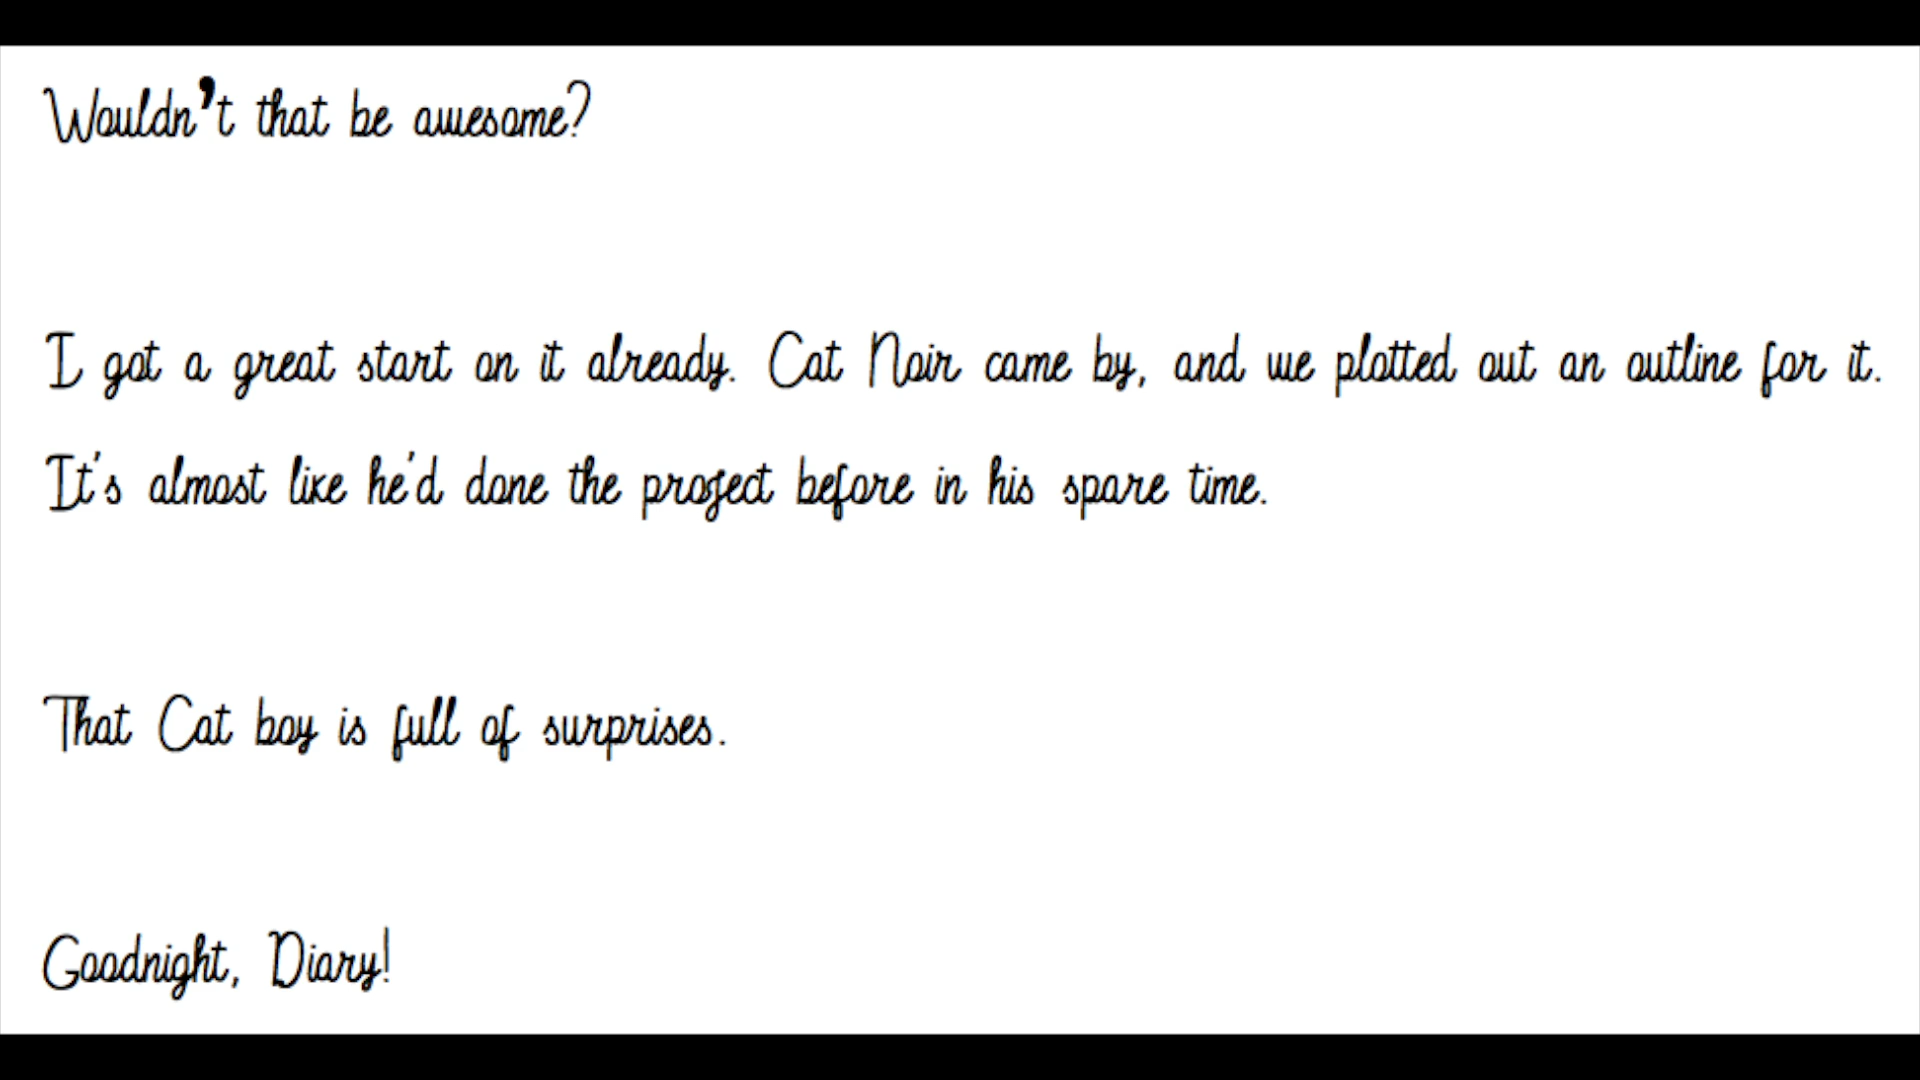 Wouldn’t that be awesome?
I got a great start on it already. Cat Noir came by, and we plotted out an outline for it.
It's almost like he'd done the project before in his spare time.
That Cat boy is full of surprises.
Goodnight, Diary!